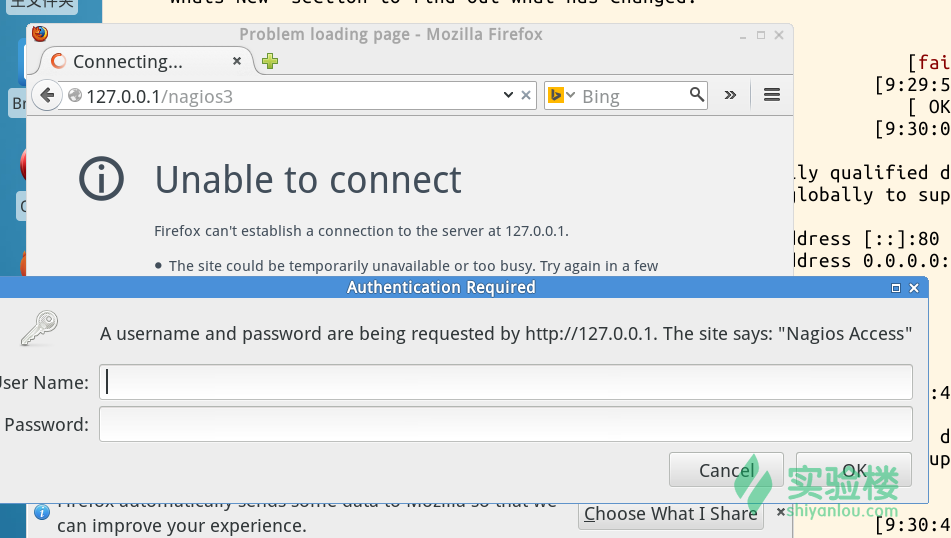 主文件夹
"Whats New" section to find out what has changed.
Problem loading page - Mozilla Firefox
Connecting...
127.0.0.1/nagios3
Bing
[fai
[9:29:5
[ OK
[9:30:0
Unable to connect
lly qualified d
globally to sup
Firefox can't establish a connection to the server at 127.0.0.1.
ddress [::]:80
ddress 0.0.0.0:
• The site could be temporarily unavailable or too busy. Try again in a few
Authentication Required
A username and password are being requested by http://127.0.0.1. The site says: "Nagios Access"
User Name:
:4
Password:
d
up
Cancel
OK
Firefox automatically sends some data to Mozilla so that we
can improve your experience.
Choose What I Share
[9:30:4
实验楼
shiyanlou.com